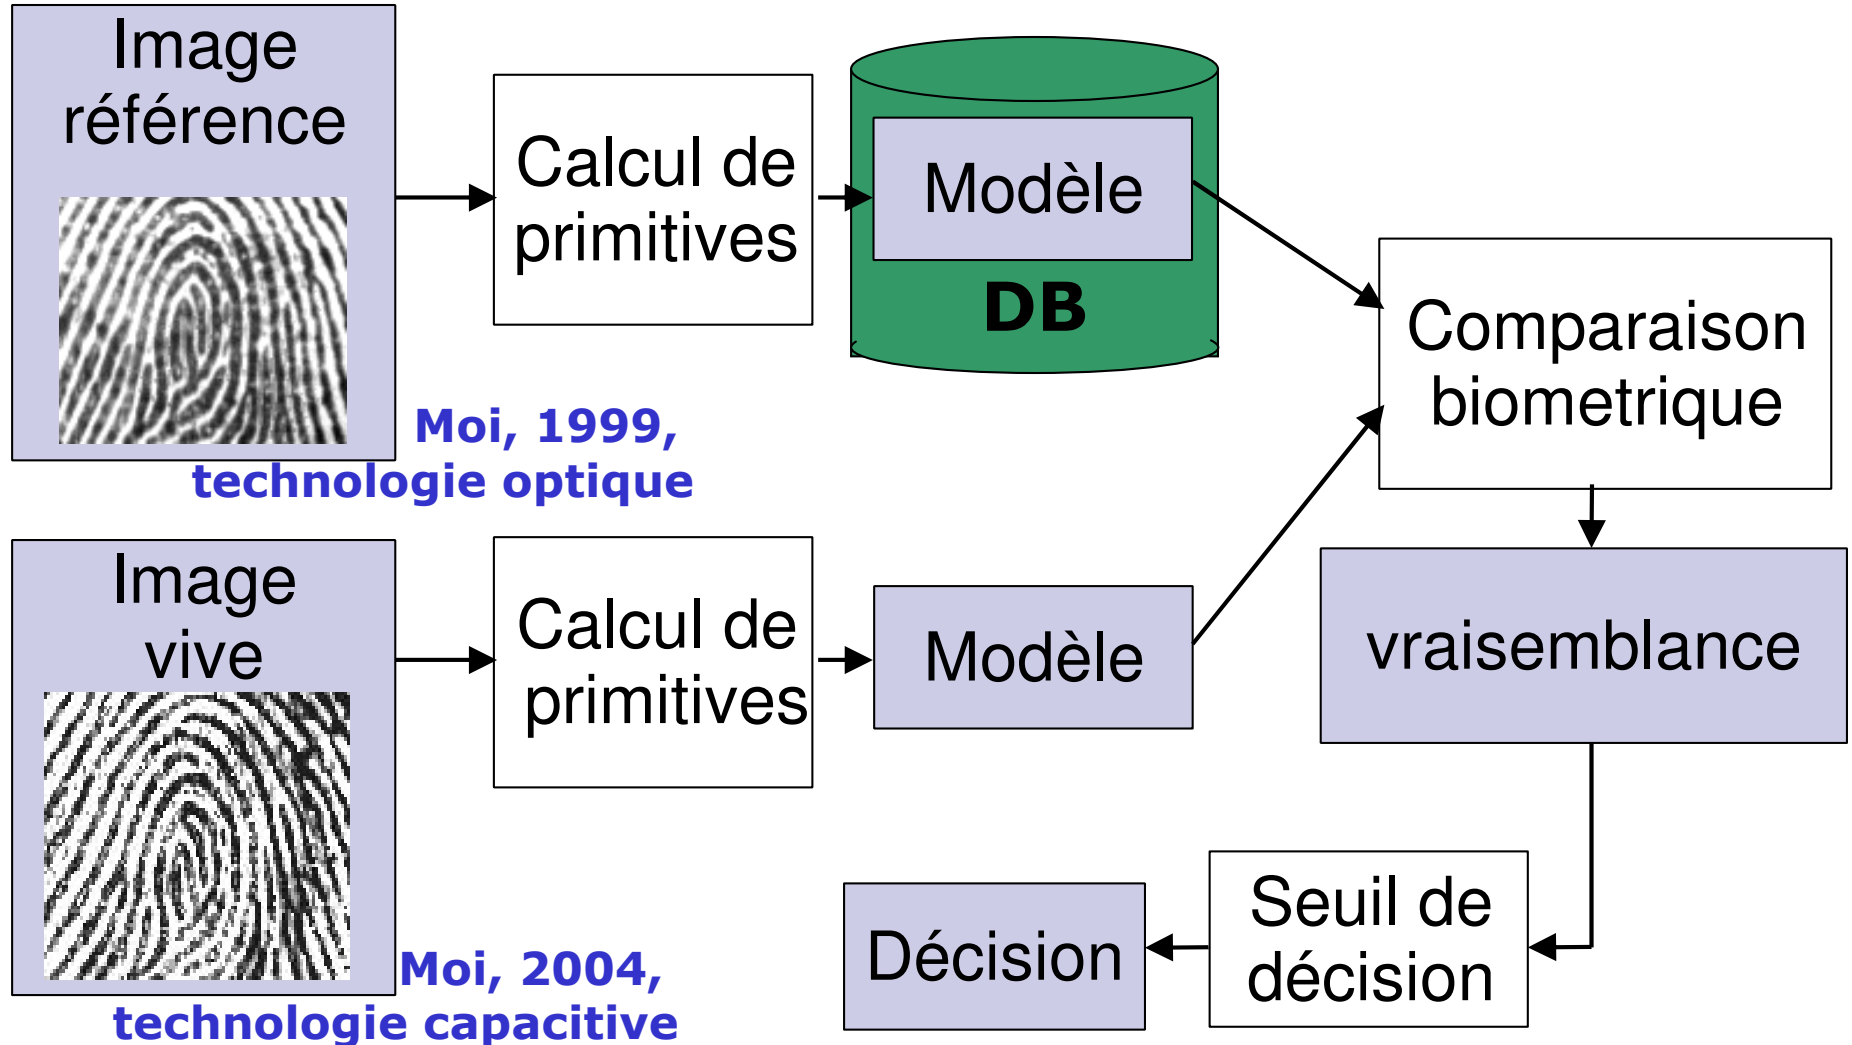 Image
référence
Calcul de
primitives
Modèle
DB
Comparaison
biometrique
Moi, 1999,
technologie optique
Image
vive
Calcul de
primitives
Modèle
vraisemblance
Moi, 2004,
technologie capacitive
Décision
Seuil de
décision